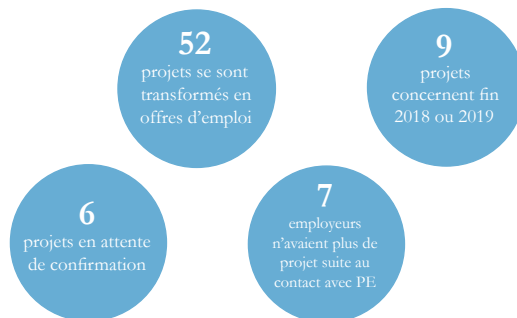 52
projets se sont
transformés en
offres d'emploi
9
projets
concernent fin
2018 ou 2019
6
projets en attente
de confirmation
7
employeurs
n'avaient plus de
projet suite au
contact avec PE